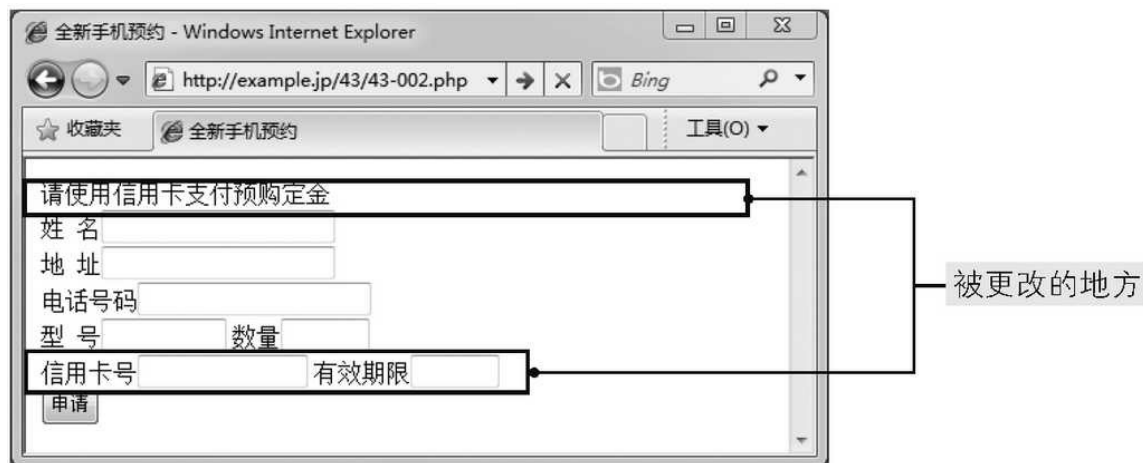 全新手机预约 - Windows Internet Explorer
http://example.jp/43/43-002.php
Bing
收藏夹
全新手机预约
工具(O)
请使用信用卡支付预购定金
姓 名
地 址
电话号码
型 号 数量
信用卡号 有效期限
申请
被更改的地方